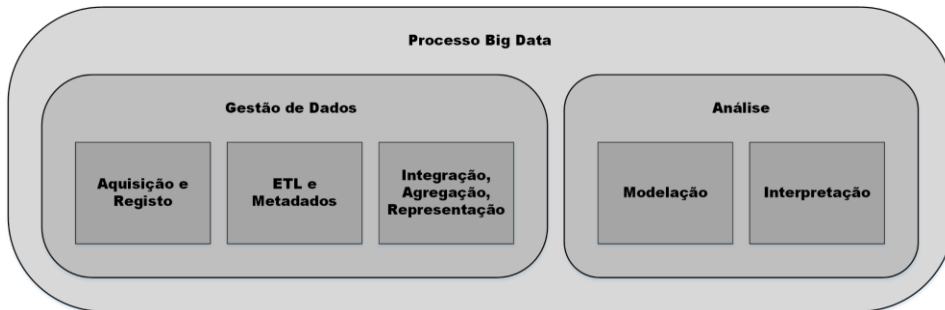 Processo Big Data
Gestão de Dados
Análise
Aquisição e
Registo
ETL e
Metadados
Integração,
Agregação,
Representação
Modelação
Interpretação